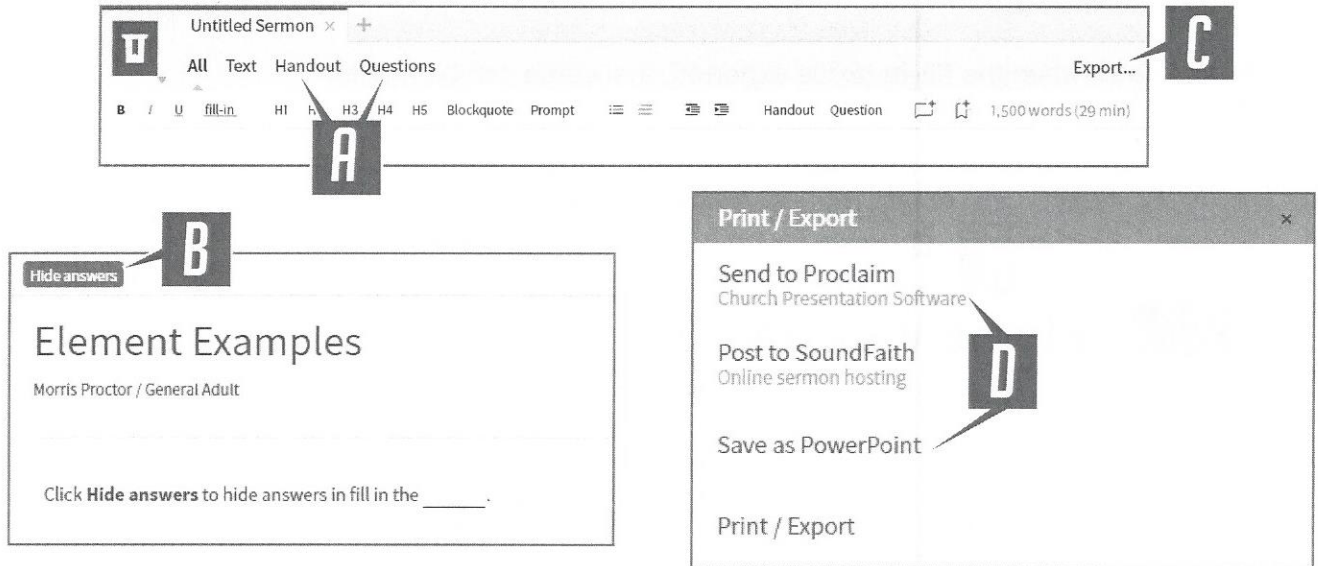 Untitled Sermon × +
All Text Handout Questions
Export...
C
B I U fill-in H1 H3 H4 H5 Blockquote Prompt Handout Question 1,500 words (29 min)
A
B
Hide answers
Element Examples
Morris Proctor / General Adult
Click Hide answers to hide answers in fill in the ______.
Print / Export ×
Send to Proclaim
Church Presentation Software
D
Post to SoundFaith
Online sermon hosting
Save as PowerPoint
Print / Export